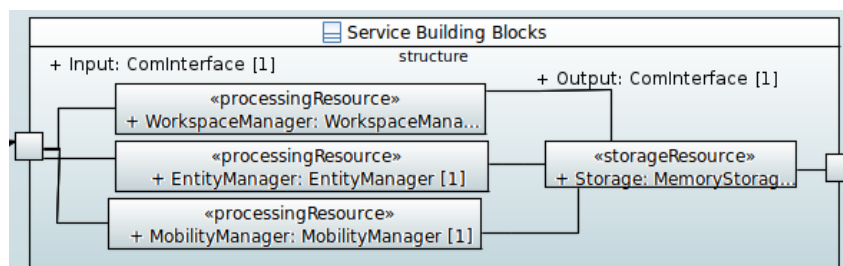 Service Building Blocks
structure
+ Input: ComInterface [1]
+ Output: ComInterface [1]
«processingResource»
+ WorkspaceManager: WorkspaceMana...
«processingResource»
+ EntityManager: EntityManager [1]
«storageResource»
+ Storage: MemoryStorag...
«processingResource»
+ MobilityManager: MobilityManager [1]